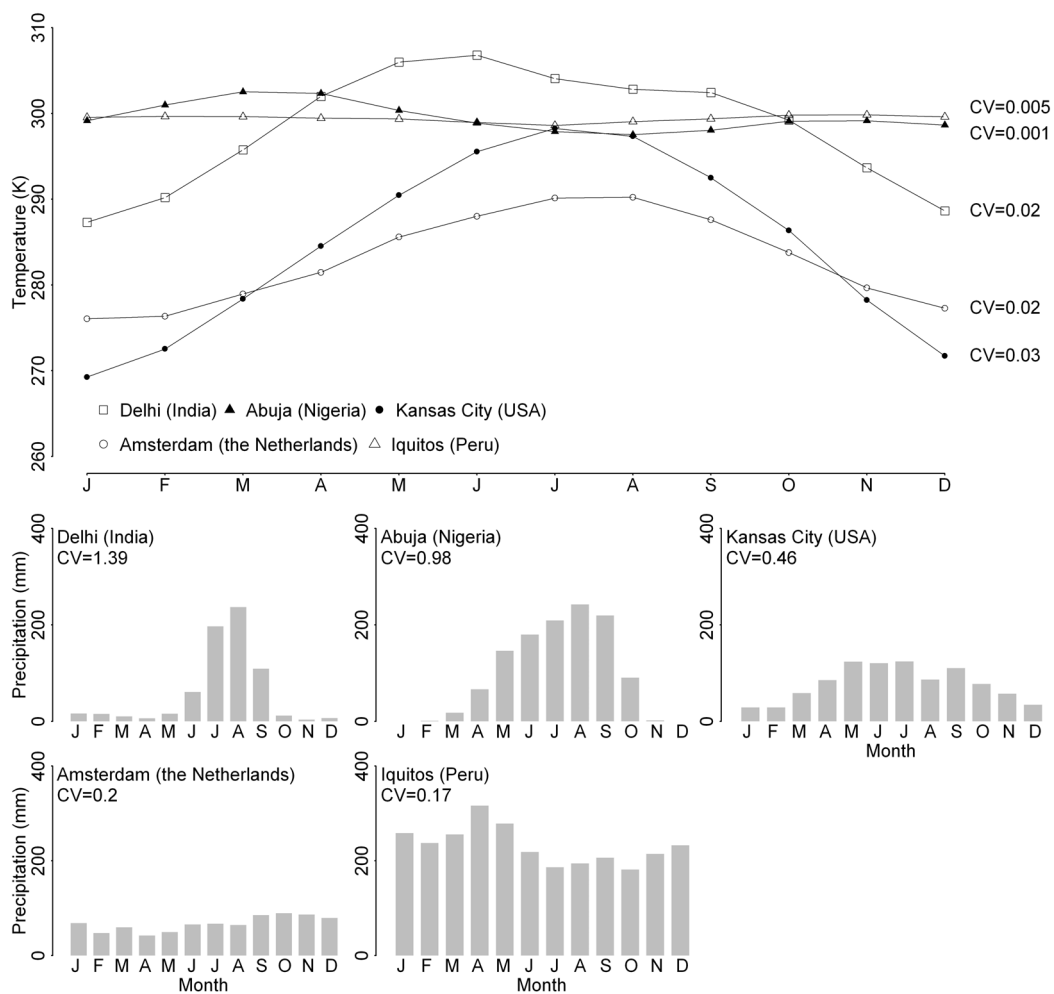 Temperature (K)
310
300
290
280
270
260
CV=0.005
CV=0.001
CV=0.02
CV=0.02
CV=0.03
Delhi (India) Abuja (Nigeria) Kansas City (USA)
Amsterdam (the Netherlands) Iquitos (Peru)
J F M A M J J A S O N D
Delhi (India)
CV=1.39
Precipitation (mm)
400
200
0
J F M A M J J A S O N D
Abuja (Nigeria)
CV=0.98
400
200
0
J F M A M J J A S O N D
Kansas City (USA)
CV=0.46
400
200
0
J F M A M J J A S O N D
Month
Amsterdam (the Netherlands)
CV=0.2
Precipitation (mm)
400
200
0
J F M A M J J A S O N D
Month
Iquitos (Peru)
CV=0.17
400
200
0
J F M A M J J A S O N D
Month